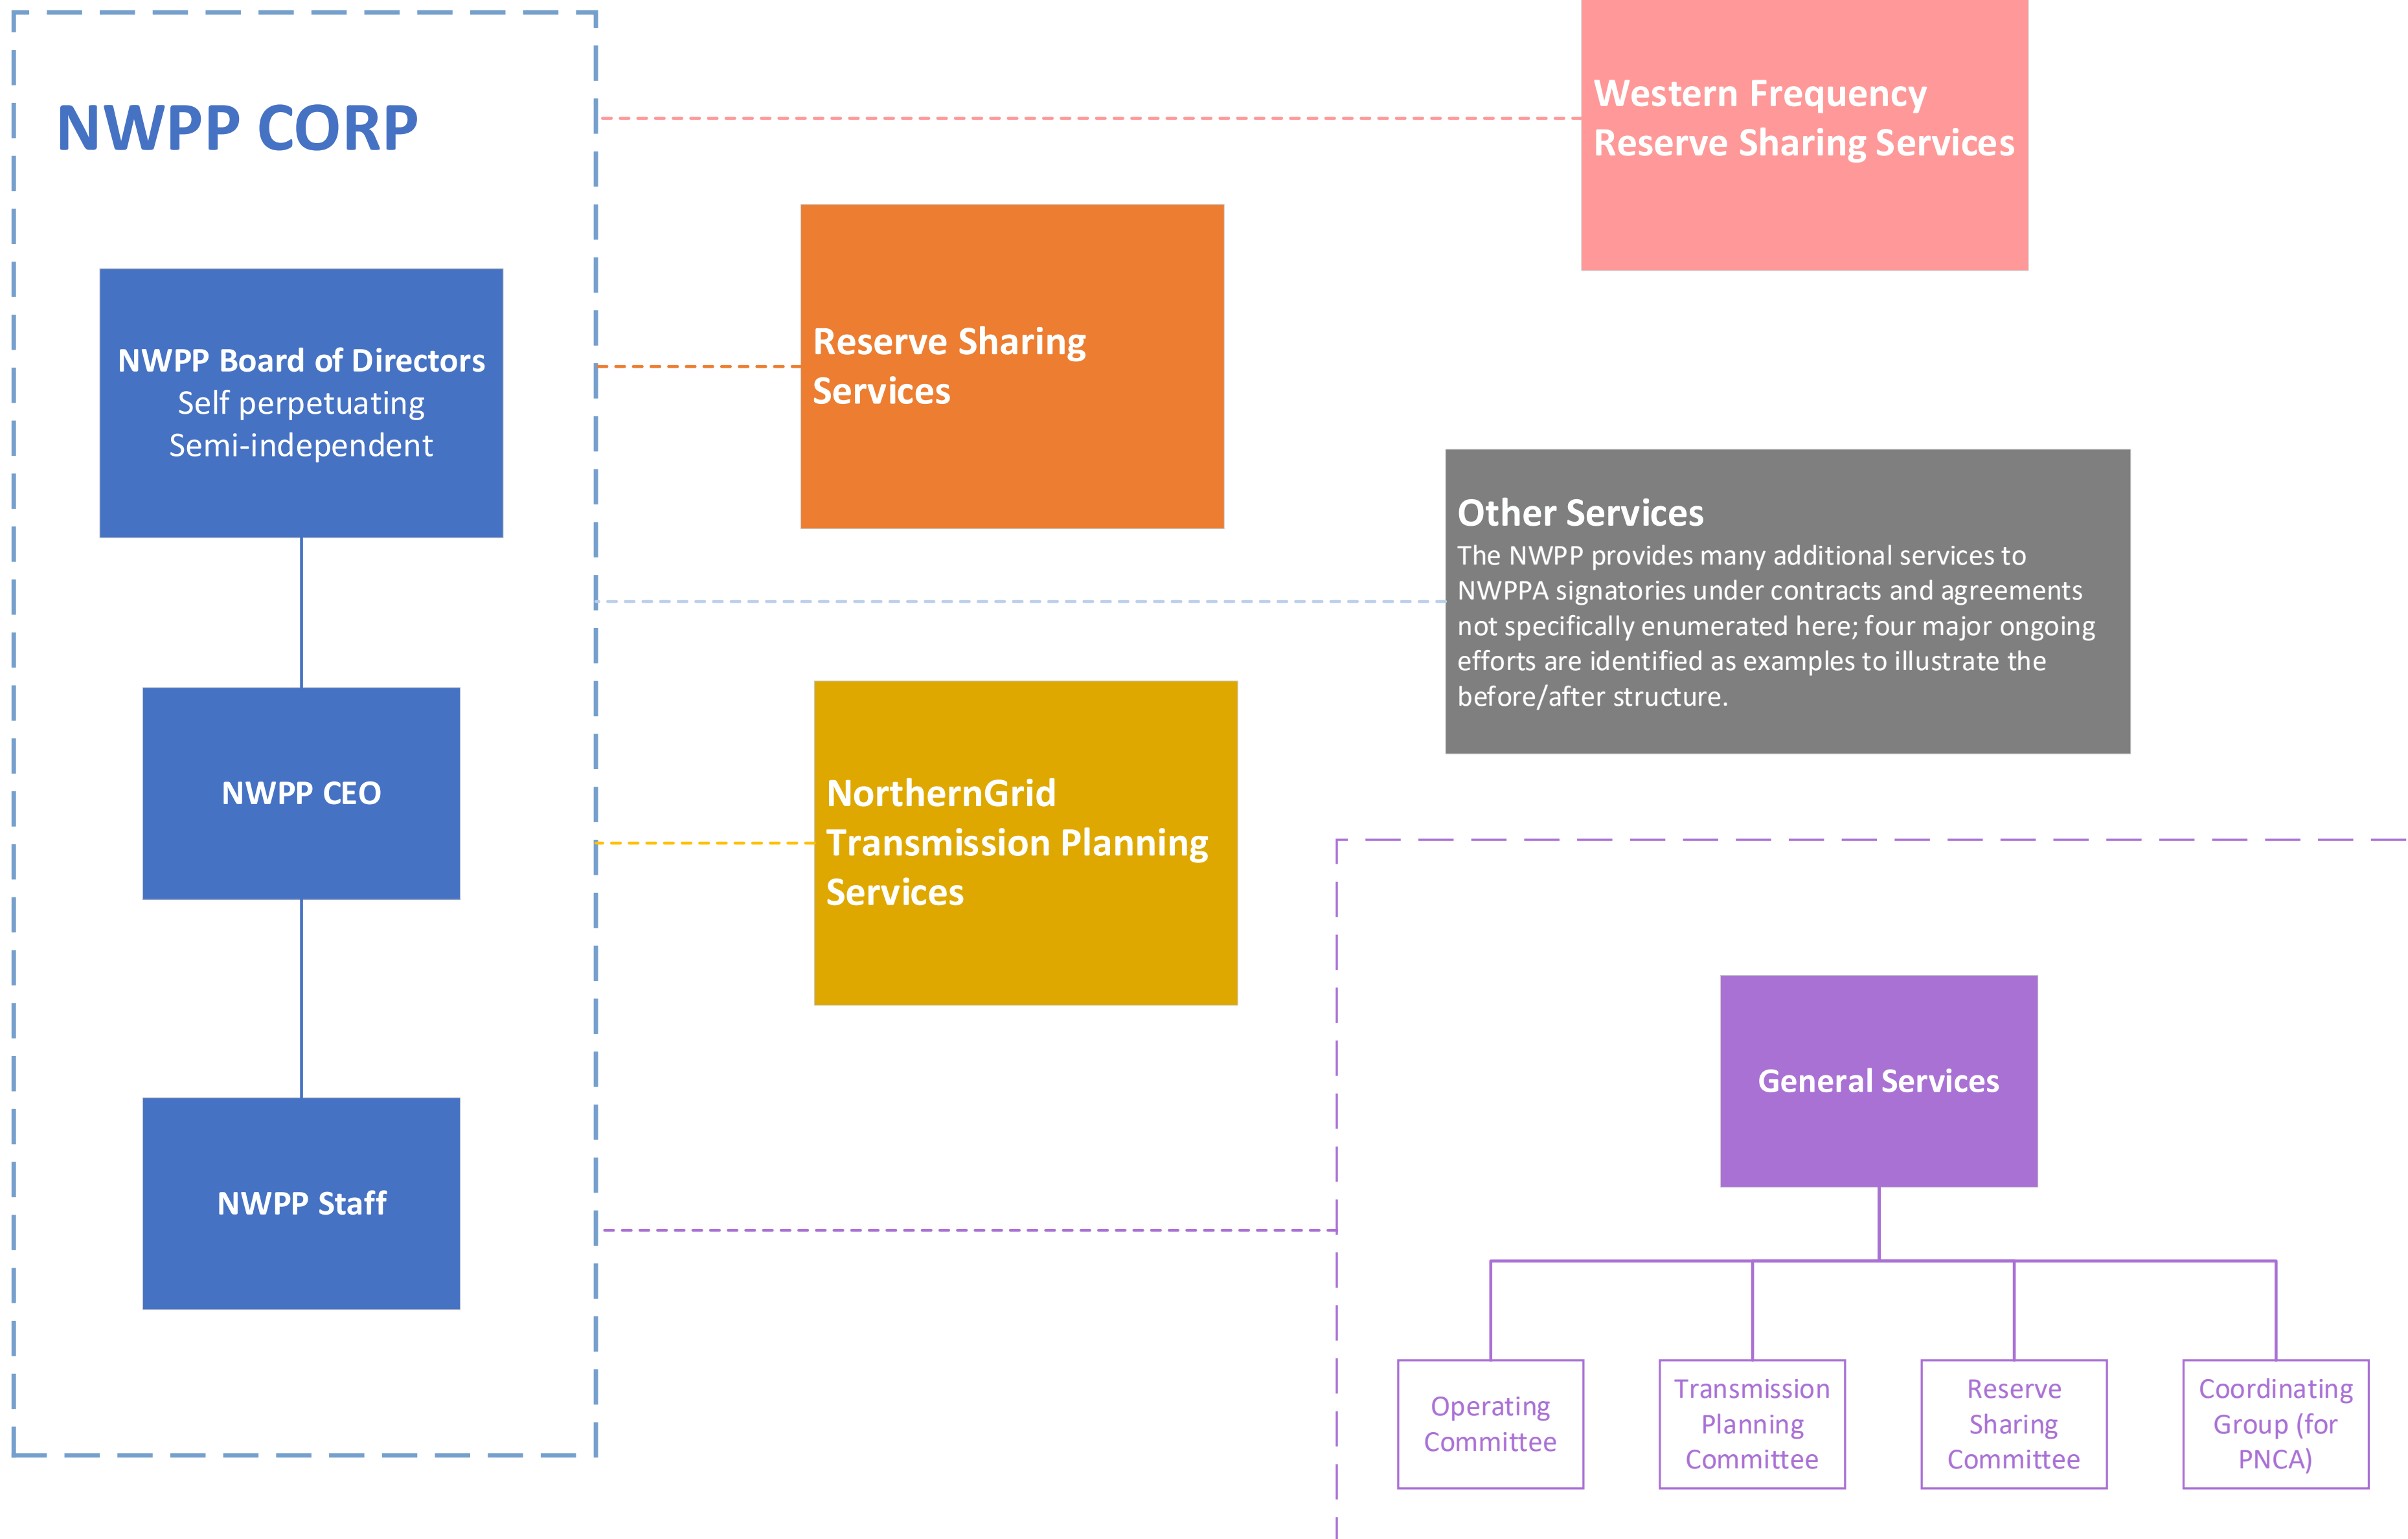 NWPP CORP
NWPP Board of Directors
Self perpetuating
Semi-independent
NWPP CEO
NWPP Staff
Western Frequency
Reserve Sharing Services
Reserve Sharing
Services
Other Services
The NWPP provides many additional services to
NWPPA signatories under contracts and agreements
not specifically enumerated here; four major ongoing
efforts are identified as examples to illustrate the
before/after structure.
NorthernGrid
Transmission Planning
Services
General Services
Operating
Committee
Transmission
Planning
Committee
Reserve
Sharing
Committee
Coordinating
Group (for
PNCA)